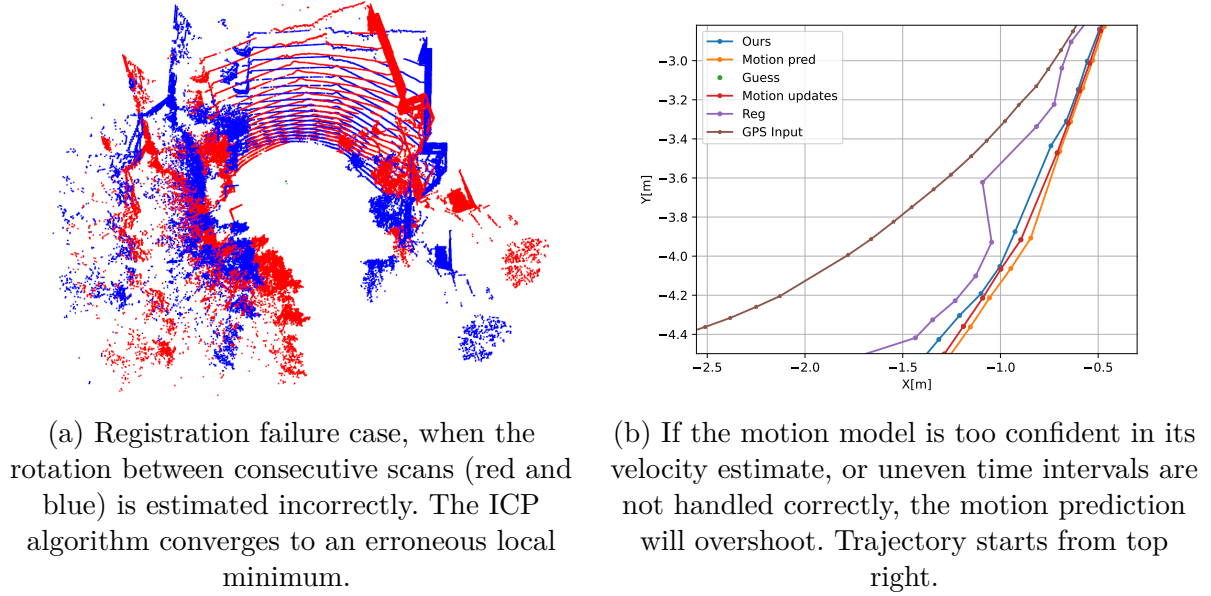 Ours
Motion pred
Guess
Motion updates
Reg
GPS Input
Y[m]
−3.0
−3.2
−3.4
−3.6
−3.8
−4.0
−4.2
−4.4
−2.5
−2.0
−1.5
−1.0
−0.5
X[m]
(a) Registration failure case, when the
rotation between consecutive scans (red and
blue) is estimated incorrectly. The ICP
algorithm converges to an erroneous local
minimum.
(b) If the motion model is too confident in its
velocity estimate, or uneven time intervals are
not handled correctly, the motion prediction
will overshoot. Trajectory starts from top
right.